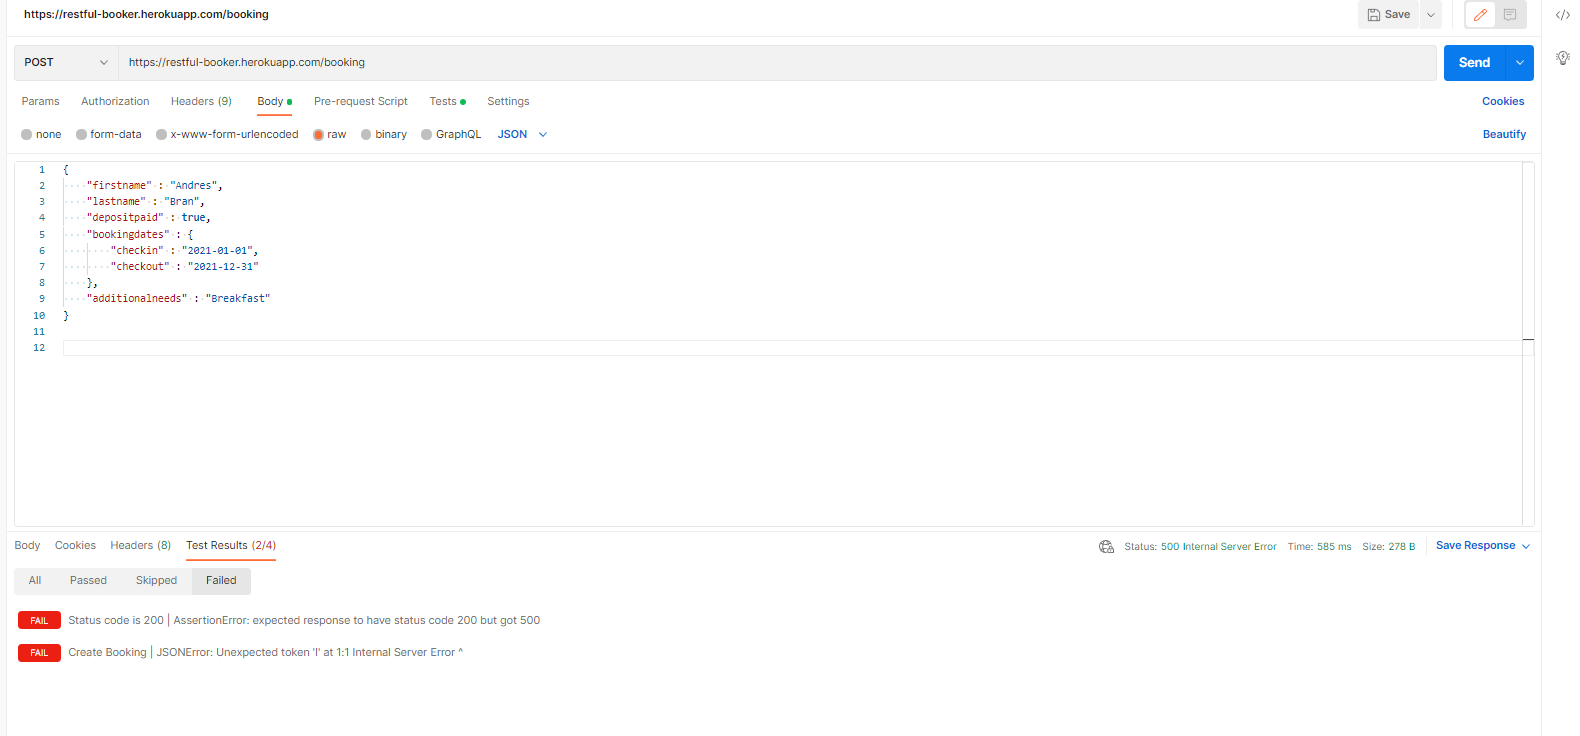 https://restful-booker.herokuapp.com/booking
Save
POST
https://restful-booker.herokuapp.com/booking
Send
Params Authorization Headers (9) Body Pre-request Script Tests Settings Cookies
none form-data x-www-form-urlencoded raw binary GraphQL JSON Beautify
1 {
2 "firstname" : "Andres",
3 "lastname" : "Bran",
4 "depositpaid" : true,
5 "bookingdates" : {
6 "checkin" : "2021-01-01",
7 "checkout" : "2021-12-31"
8 },
9 "additionalneeds" : "Breakfast"
10 }
11
12
Body Cookies Headers (8) Test Results (2/4) Status: 500 Internal Server Error Time: 585 ms Size: 278 B Save Response
All Passed Skipped Failed
FAIL Status code is 200 | AssertionError: expected response to have status code 200 but got 500
FAIL Create Booking | JSONError: Unexpected token 'I' at 1:1 Internal Server Error ^